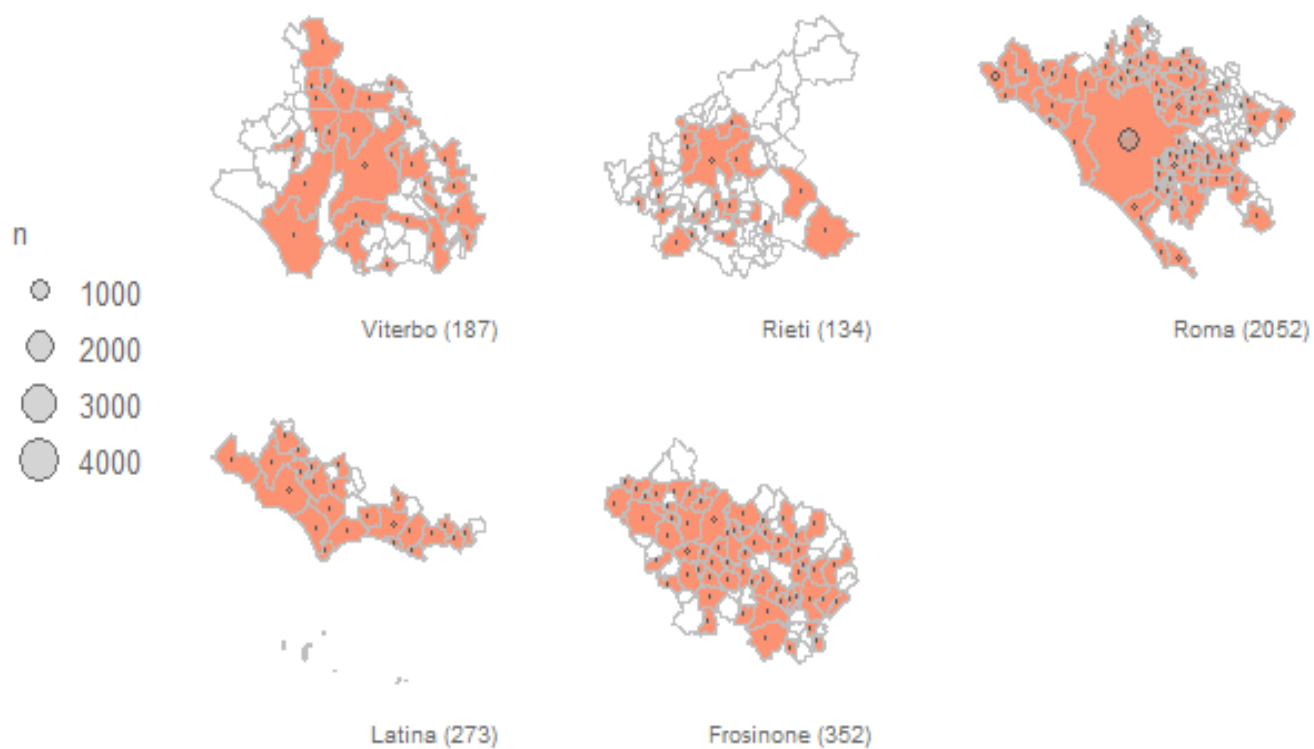 n
1000
2000
3000
4000
Viterbo (187)
Rieti (134)
Roma (2052)
Latina (273)
Frosinone (352)